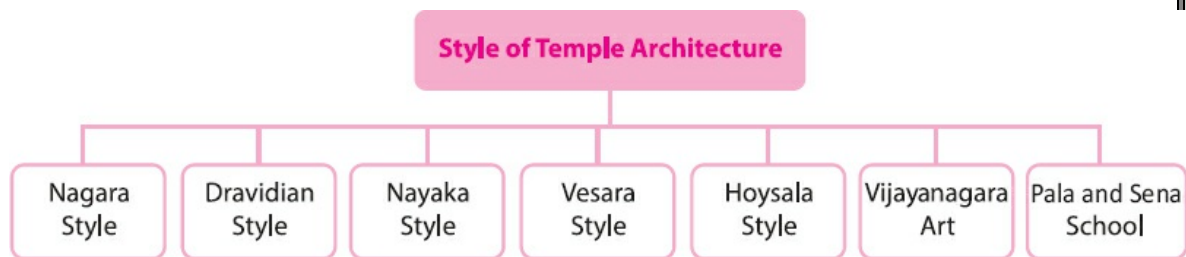 Style of Temple Architecture
Nagara
Style
Dravidian
Style
Nayaka
Style
Vesara
Style
Hoysala
Style
Vijayanagara
Art
Pala and Sena
School